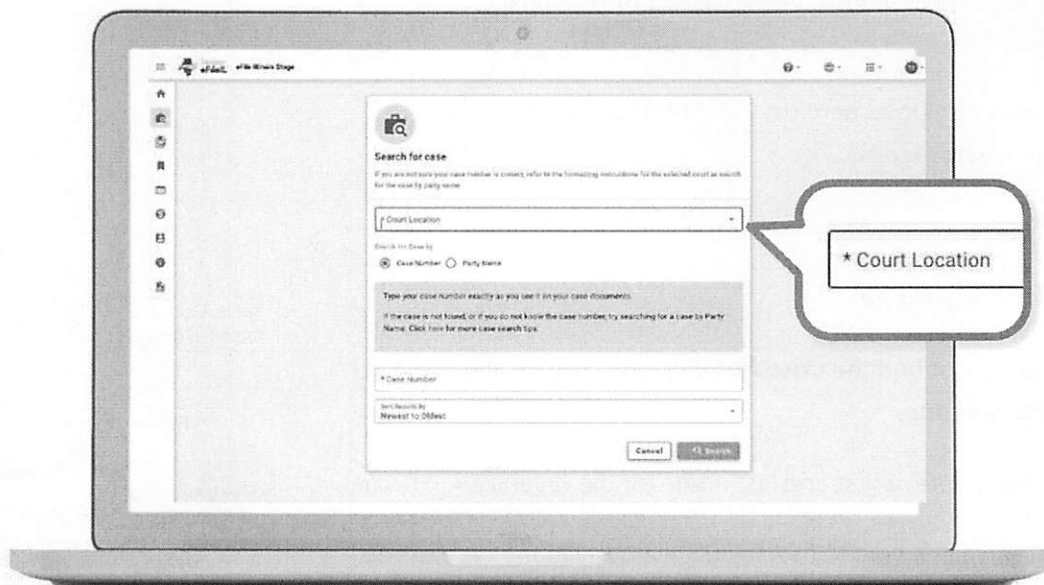 eFileIL eFile Illinois Stage
Search for case
If you are not sure your case number is correct, refer to the formatting instructions for the selected court or search
for the case by party name.
* Court Location
Search for Case by
Case Number Party Name
Type your case number exactly as you see it on your case documents.
If the case is not found, or if you do not know the case number, try searching for a case by Party
Name. Click here for more case search tips.
* Case Number
Sort Results By
Newest to Oldest
Cancel Search
* Court Location